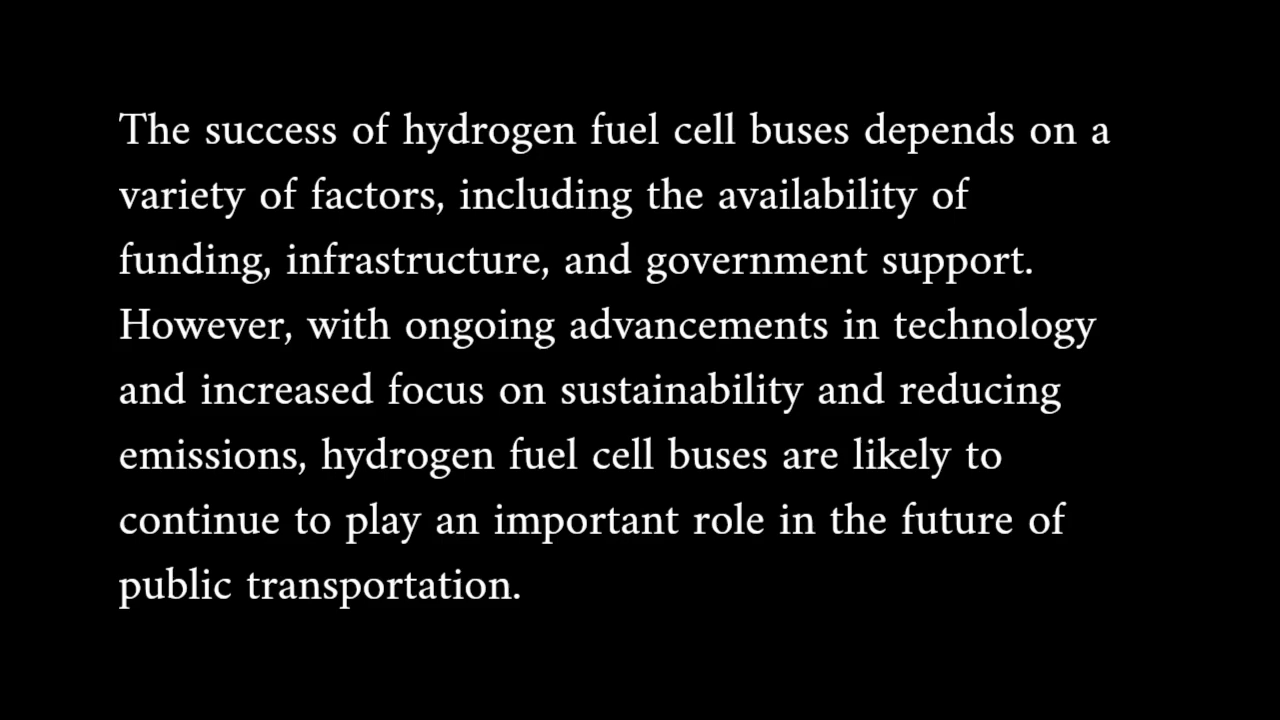 The success of hydrogen fuel cell buses depends on a
variety of factors, including the availability of
funding, infrastructure, and government support.
However, with ongoing advancements in technology
and increased focus on sustainability and reducing
emissions, hydrogen fuel cell buses are likely to
continue to play an important role in the future of
public transportation.